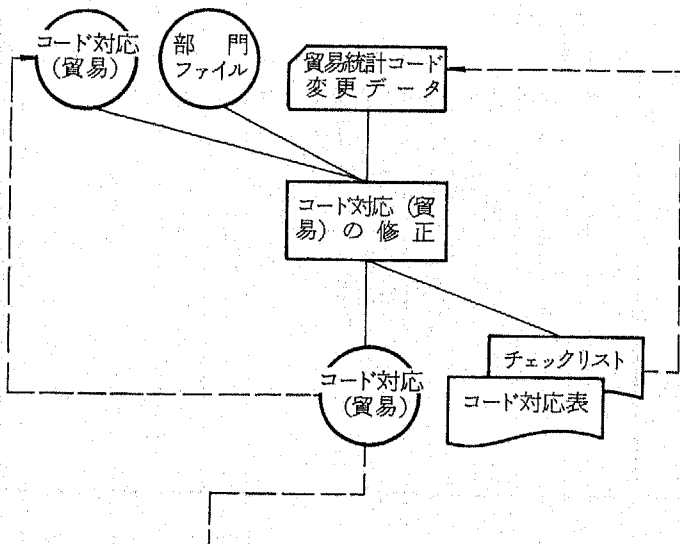 コード対応
(貿易)
部門
ファイル
貿易統計コード
変更データ
コード対応(貿
易)の修正
コード対応
(貿易)
チェックリスト
コード対応表